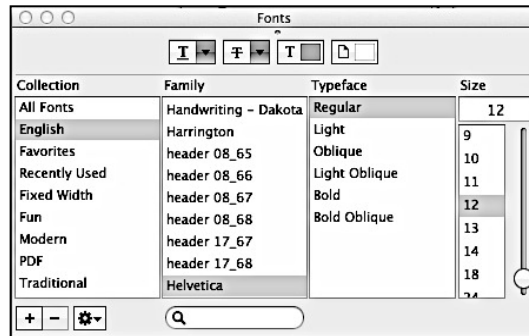 Fonts
T T T
Collection Family Typeface Size
All Fonts Handwriting - Dakota Regular 12
English Harrington Light 9
Favorites header 08_65 Oblique 10
Recently Used header 08_66 Light Oblique 11
Fixed Width header 08_67 Bold 12
Fun header 08_68 Bold Oblique 13
Modern header 17_67 14
PDF header 17_68 18
Traditional Helvetica 24